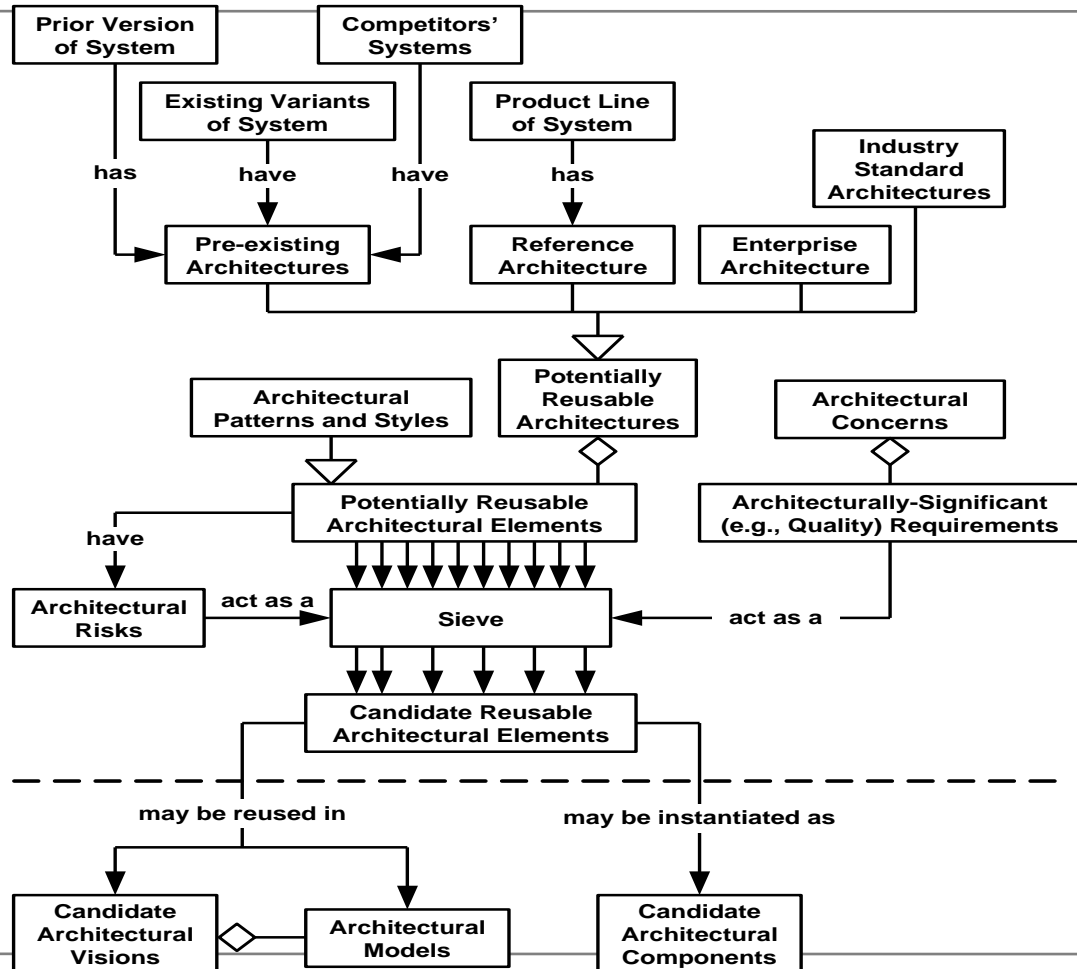 Prior Version
of System
Competitors'
Systems
Existing Variants
of System
Product Line
of System
Industry
Standard
Architectures
has
have
have
has
Pre-existing
Architectures
Reference
Architecture
Enterprise
Architecture
Potentially
Reusable
Architectures
Architectural
Patterns and Styles
Architectural
Concerns
Potentially Reusable
Architectural Elements
Architecturally-Significant
(e.g., Quality) Requirements
have
Architectural
Risks
act as a
Sieve
act as a
Candidate Reusable
Architectural Elements
may be reused in
may be instantiated as
Candidate
Architectural
Visions
Architectural
Models
Candidate
Architectural
Components